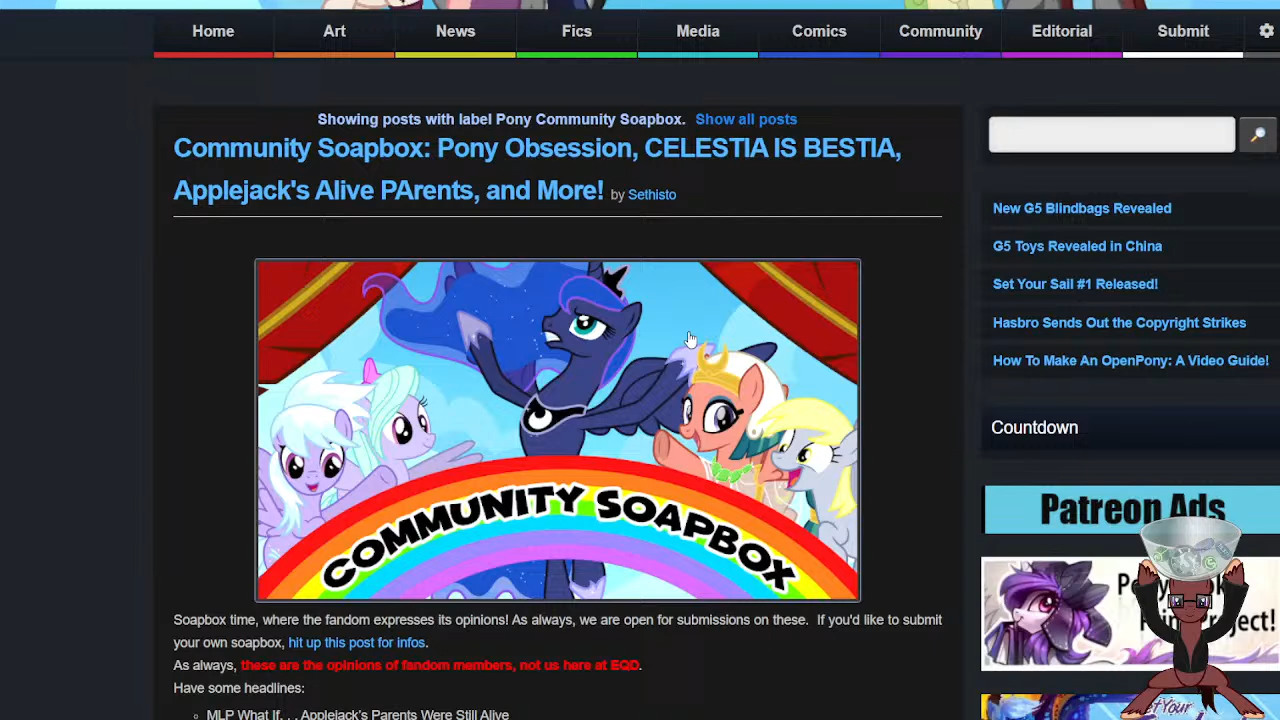 Home Art News Fics Media Comics Community Editorial Submit
Showing posts with label Pony Community Soapbox. Show all posts
Community Soapbox: Pony Obsession, CELESTIA IS BESTIA,
Applejack's Alive PArents, and More! by Sethisto
COMMUNITY SOAPBOX
Soapbox time, where the fandom expresses its opinions! As always, we are open for submissions on these. If you'd like to submit
your own soapbox, hit up this post for infos.
As always, these are the opinions of fandom members, not us here at EQD.
Have some headlines:
MLP What If. . . Applejack's Parents Were Still Alive
New G5 Blindbags Revealed
G5 Toys Revealed in China
Set Your Sail #1 Released!
Hasbro Sends Out the Copyright Strikes
How To Make An OpenPony: A Video Guide!
Countdown
Patreon Ads